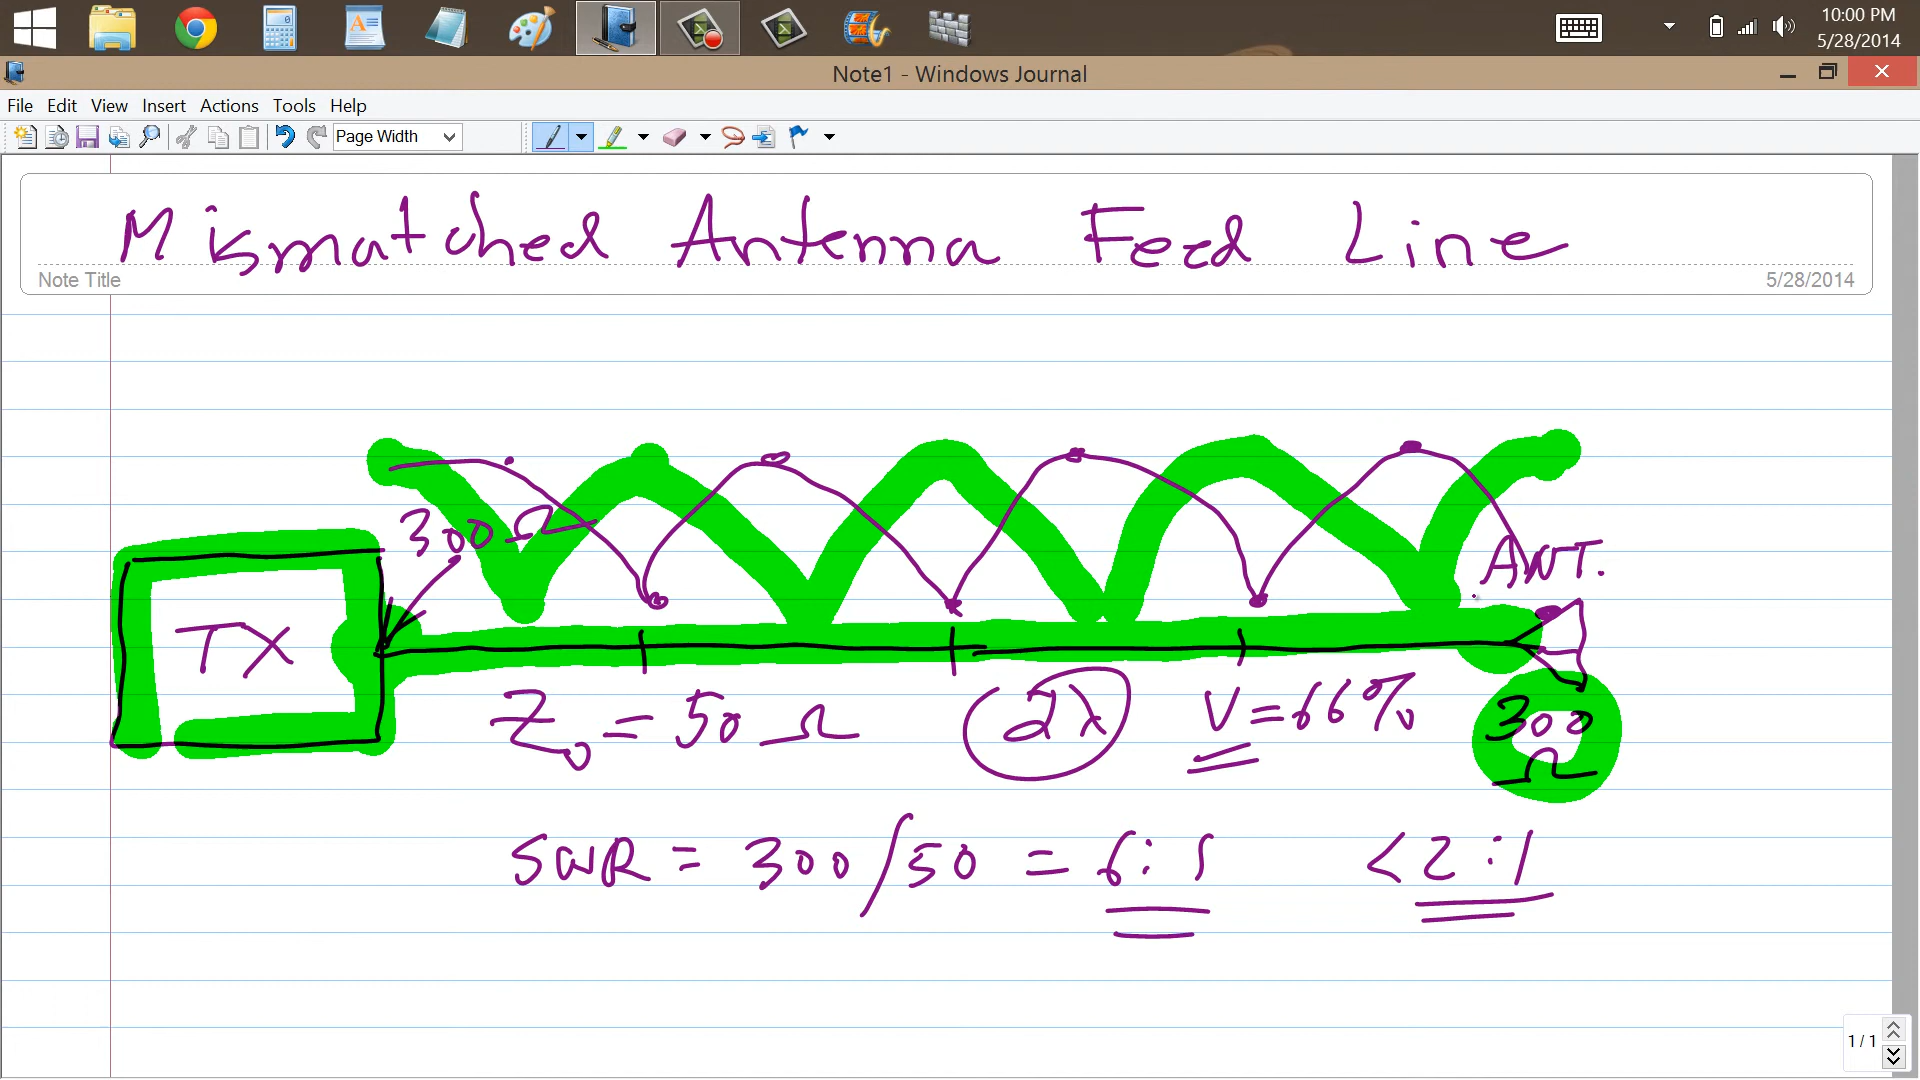 10:00 PM
5/28/2014
Note1 - Windows Journal
File Edit View Insert Actions Tools Help
Page Width
Mismatched Antenna Feed Line
Note Title 5/28/2014
300 Ω
ANT.
TX
Z0 = 50 Ω 2λ V = 66% 300 Ω
SWR = 300/50 = 6:1 <2:1
1 / 1